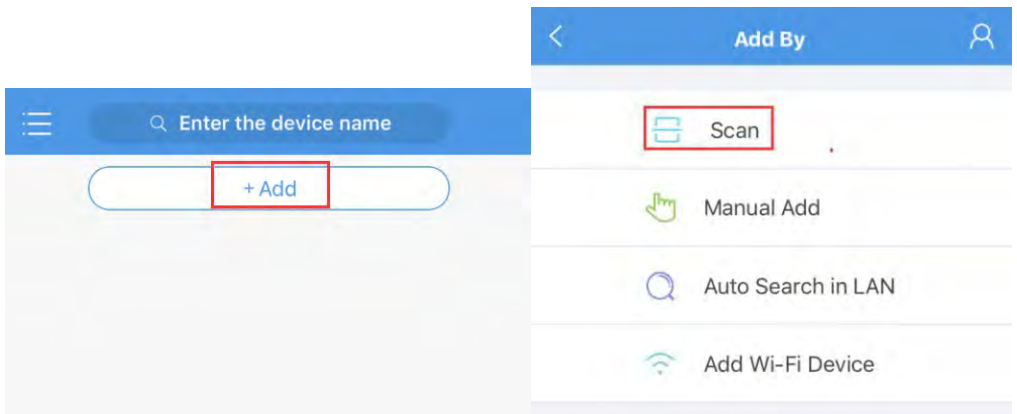 Enter the device name
+ Add
Add By
Scan
Manual Add
Auto Search in LAN
Add Wi-Fi Device